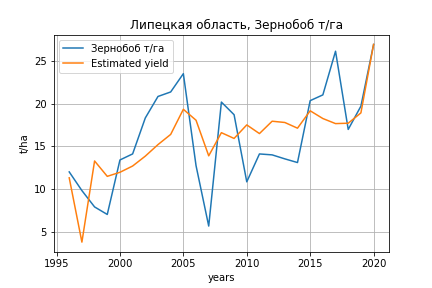 Липецкая область, Зернобоб т/га
Зернобоб т/га
Estimated yield
t/ha
25
20
15
10
5
1995
2000
2005
2010
2015
2020
years